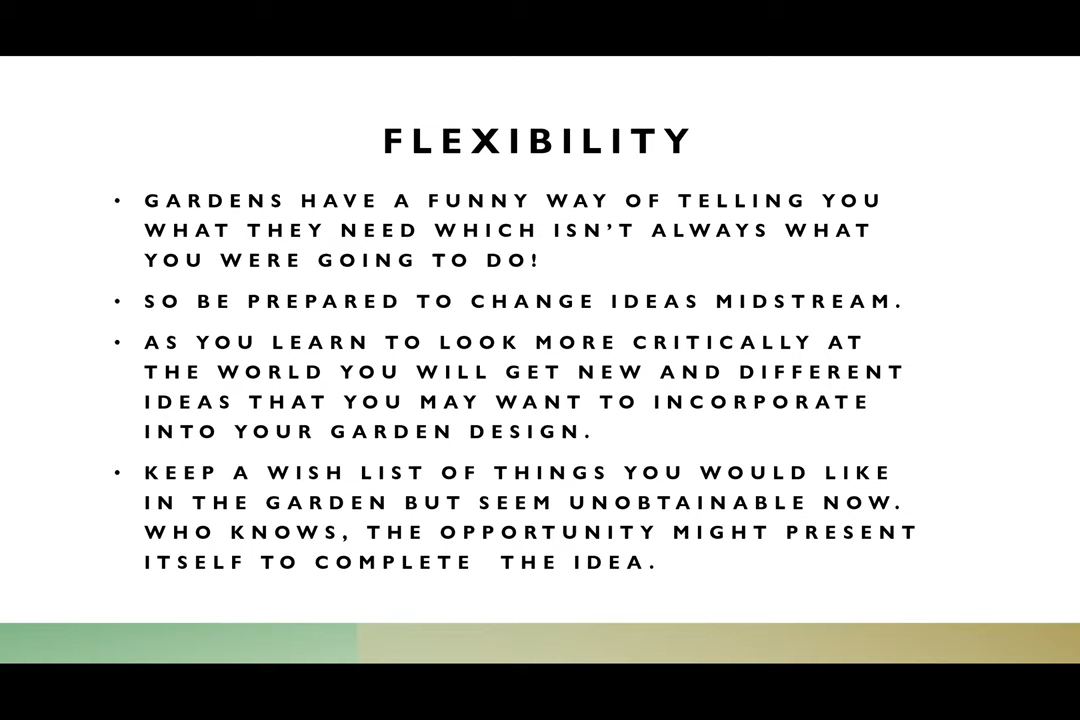 FLEXIBILITY
• GARDENS HAVE A FUNNY WAY OF TELLING YOU
WHAT THEY NEED WHICH ISN’T ALWAYS WHAT
YOU WERE GOING TO DO!
• SO BE PREPARED TO CHANGE IDEAS MIDSTREAM.
• AS YOU LEARN TO LOOK MORE CRITICALLY AT
THE WORLD YOU WILL GET NEW AND DIFFERENT
IDEAS THAT YOU MAY WANT TO INCORPORATE
INTO YOUR GARDEN DESIGN.
• KEEP A WISH LIST OF THINGS YOU WOULD LIKE
IN THE GARDEN BUT SEEM UNOBTAINABLE NOW.
WHO KNOWS, THE OPPORTUNITY MIGHT PRESENT
ITSELF TO COMPLETE  THE IDEA.